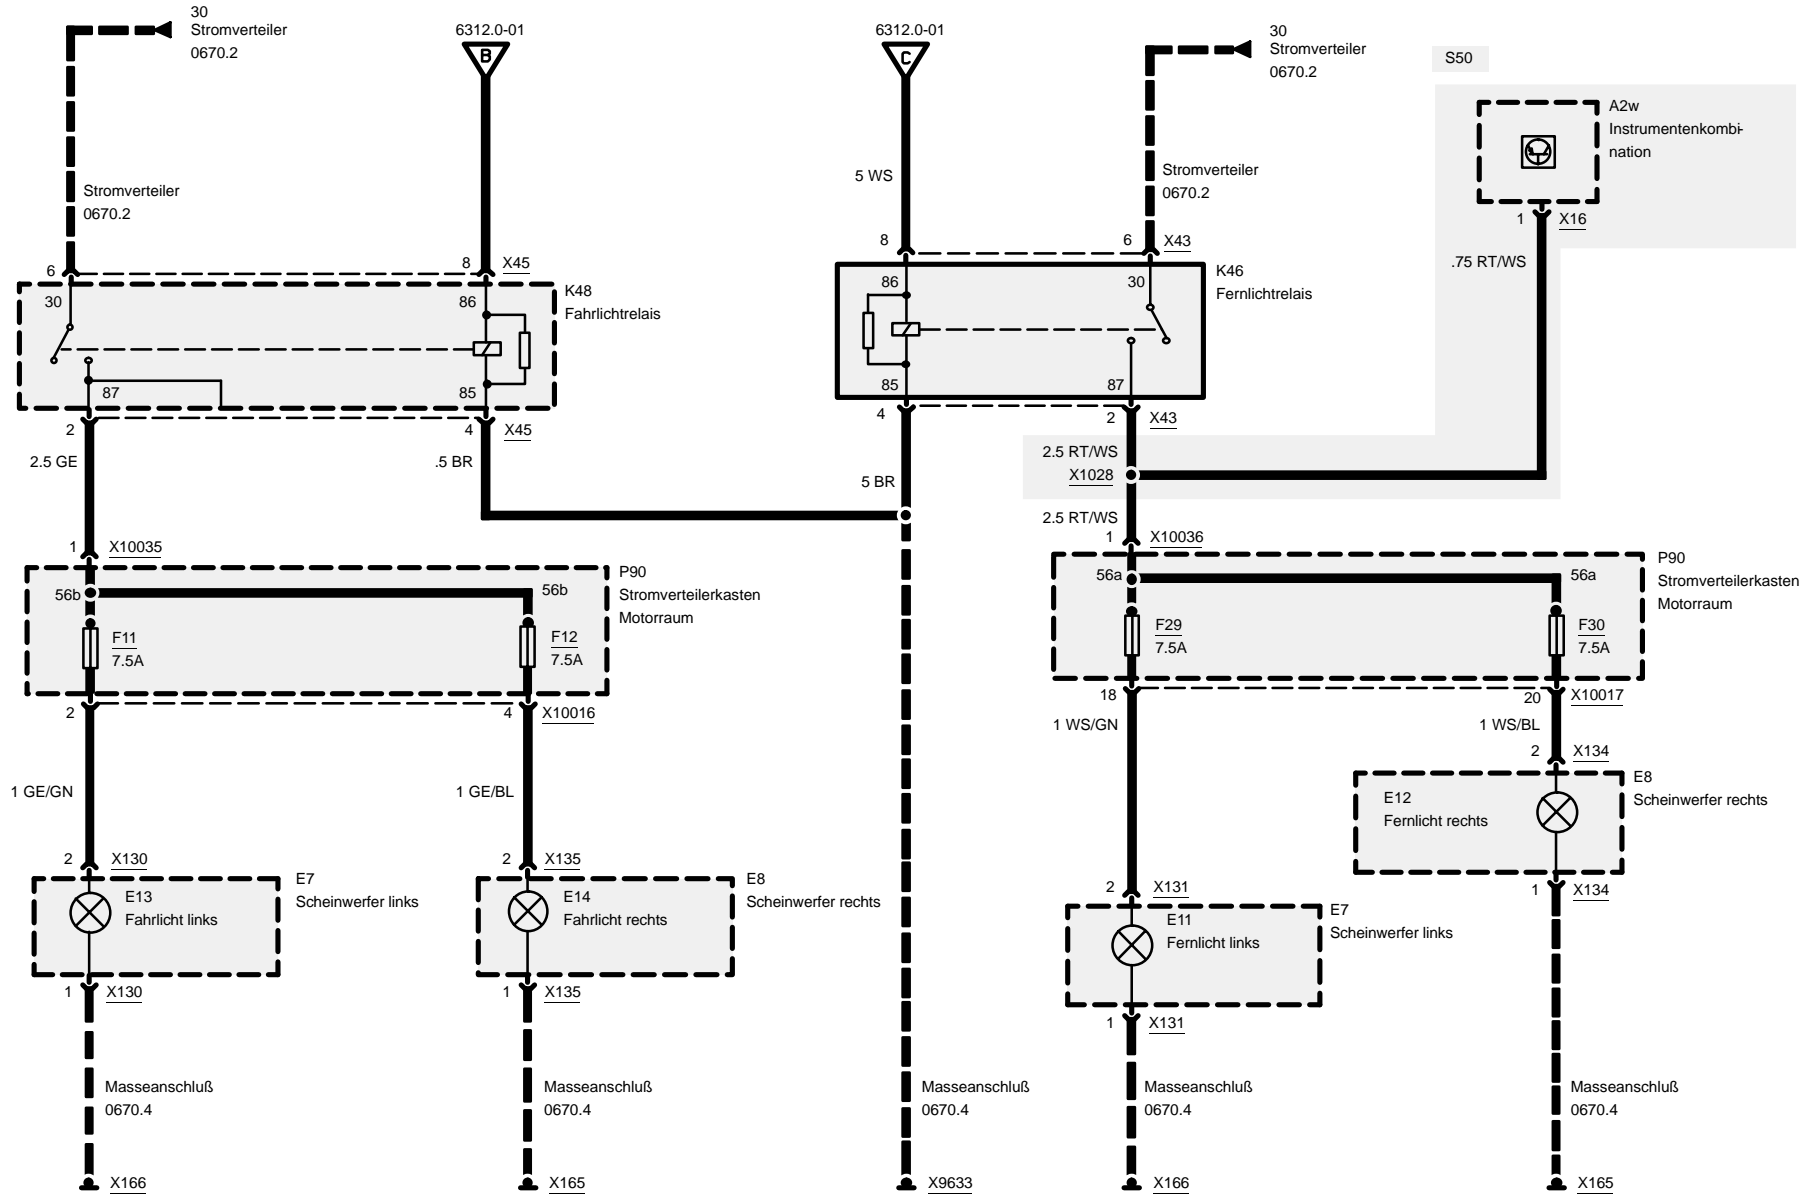 30
Stromverteiler
0670.2
6312.0-01
B
6312.0-01
C
30
Stromverteiler
0670.2
S50
A2w
Instrumentenkombi-
nation
1 X16
.75 RT/WS
Stromverteiler
0670.2
5 WS
Stromverteiler
0670.2
6
8 X45
8
6 X43
K48
Fahrlichtrelais
30
86
87
85
K46
Fernlichtrelais
86
30
85
87
2
4 X45
4
2 X43
2.5 GE
.5 BR
5 BR
2.5 RT/WS
X1028
2.5 RT/WS
1 X10035
1 X10036
P90
Stromverteilerkasten
Motorraum
56b
56b
F11
7.5A
F12
7.5A
P90
Stromverteilerkasten
Motorraum
56a
56a
F29
7.5A
F30
7.5A
2
4 X10016
18
20 X10017
1 WS/GN
1 WS/BL
2 X134
1 GE/GN
1 GE/BL
E8
Scheinwerfer rechts
E12
Fernlicht rechts
2 X130
2 X135
2 X131
1 X134
E7
Scheinwerfer links
E13
Fahrlicht links
E8
Scheinwerfer rechts
E14
Fahrlicht rechts
E7
Scheinwerfer links
E11
Fernlicht links
1 X130
1 X135
1 X131
Masseanschluß
0670.4
Masseanschluß
0670.4
Masseanschluß
0670.4
Masseanschluß
0670.4
Masseanschluß
0670.4
X166
X165
X9633
X166
X165